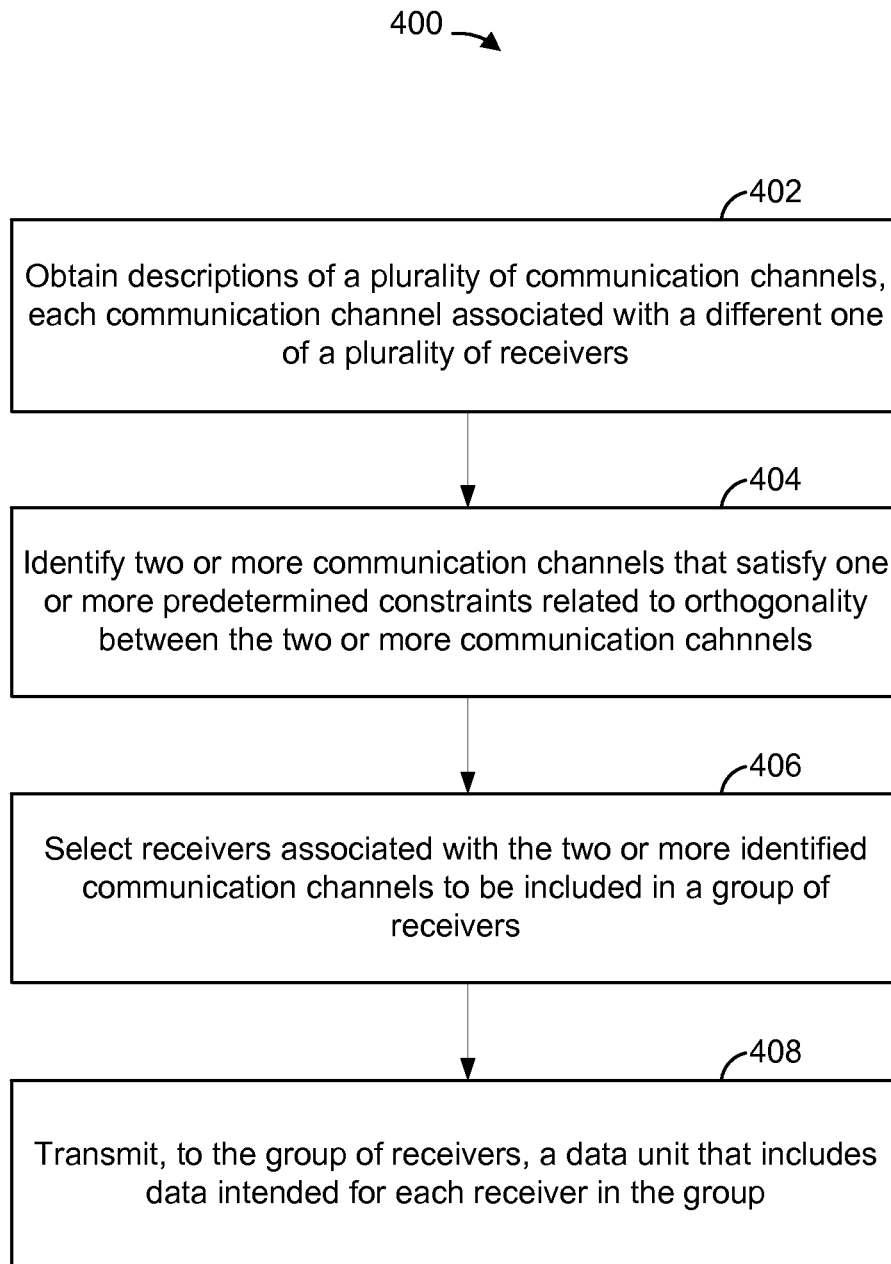 400
402
Obtain descriptions of a plurality of communication channels,
each communication channel associated with a different one
of a plurality of receivers
404
Identify two or more communication channels that satisfy one
or more predetermined constraints related to orthogonality
between the two or more communication cahnnels
406
Select receivers associated with the two or more identified
communication channels to be included in a group of
receivers
408
Transmit, to the group of receivers, a data unit that includes
data intended for each receiver in the group